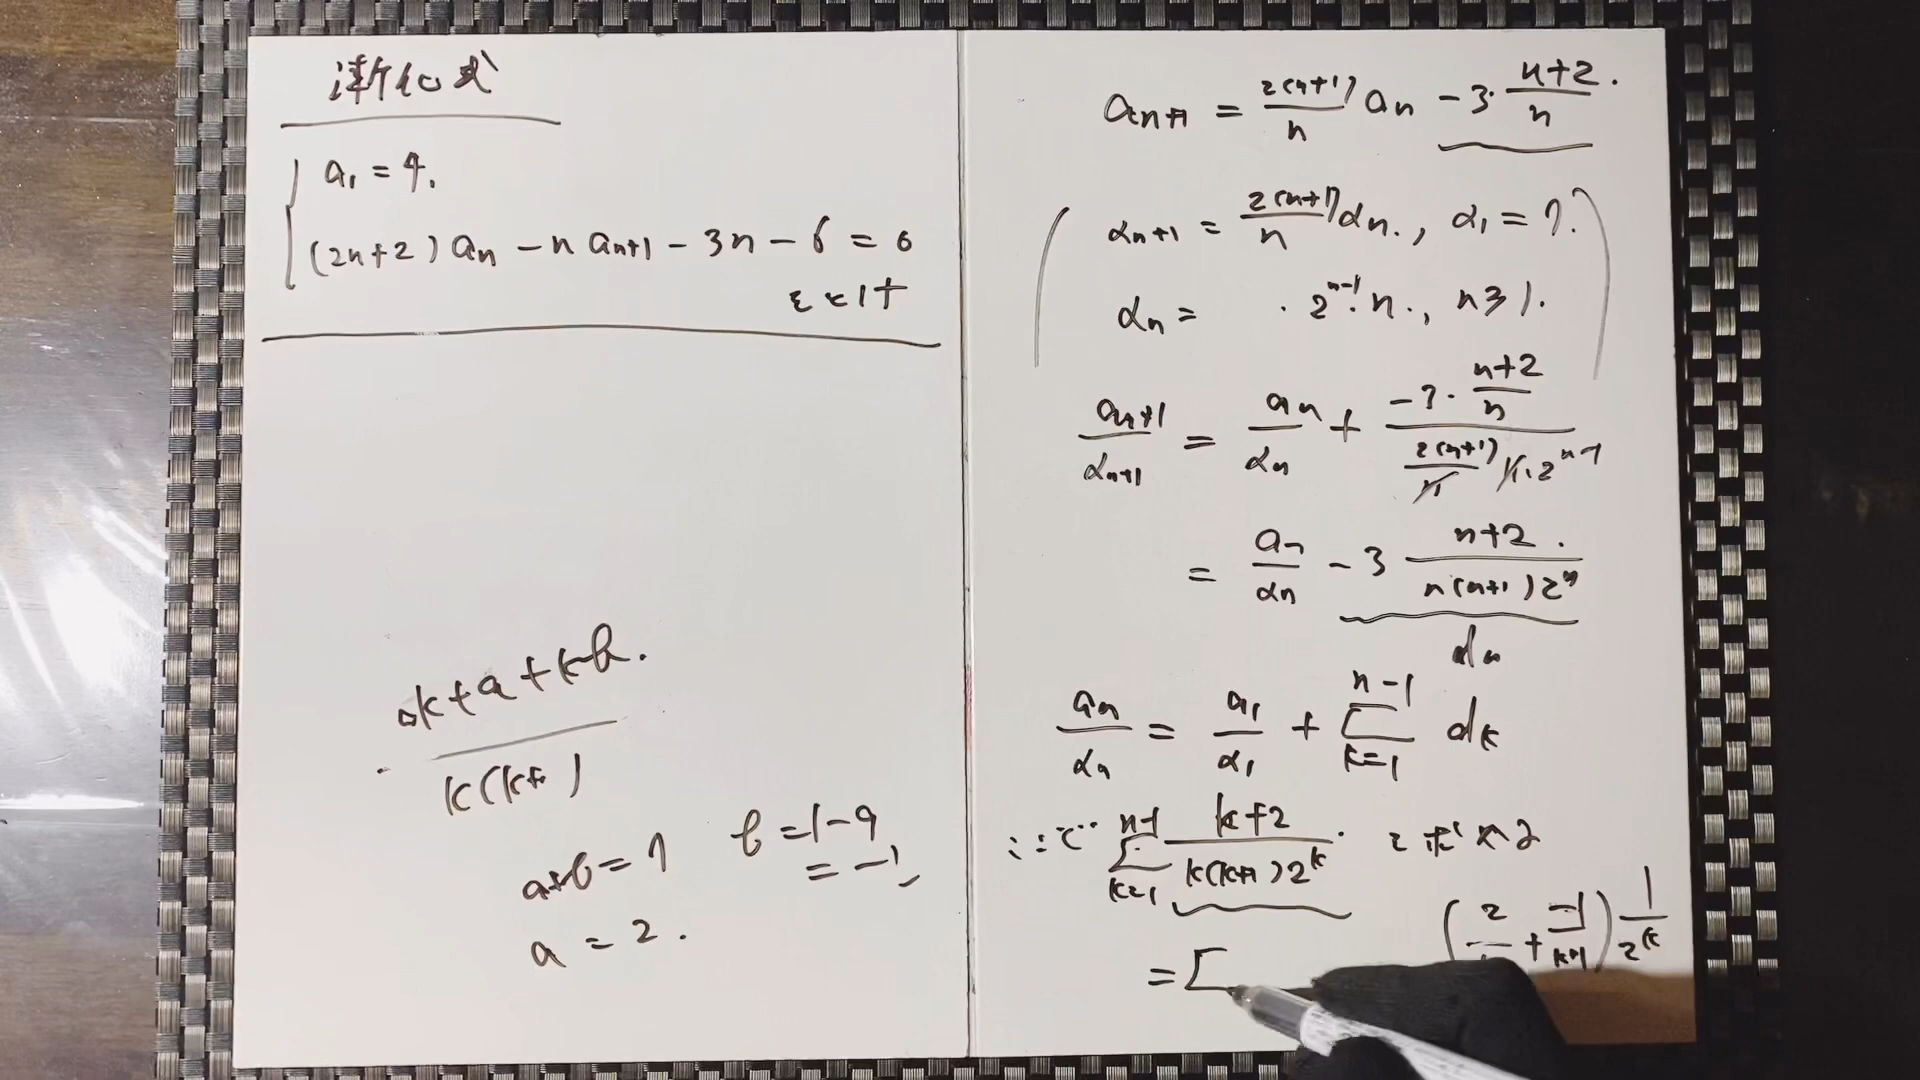 漸化式
a₁ = 4.
(2n+2) aₙ − n aₙ₊₁ − 3n − 6 = 0
をとけ
ak+a+kb.
k(k+1)
a+b=1
b=1−a
=−1
a = 2.
aₙ₊₁ = 2(n+1)/n aₙ −3· (n+2)/n.
αₙ₊₁ = 2(n+1)/n αₙ., α₁ = 1.
αₙ = · 2ⁿ⁻¹· n., n≧1.
aₙ₊₁/αₙ₊₁ = aₙ/αₙ + (−3· (n+2)/n)/(2(n+1)/n n·2ⁿ⁻¹)
= aₙ/αₙ − 3 (n+2)/(n(n+1)2ⁿ).
dₙ
aₙ/αₙ = a₁/α₁ + Σ_{k=1}^{n−1} dₖ
ここで Σ_{k=1}^{n−1} (k+2)/(k(k+1)2ᵏ). を求める
(2/ + −1/(k+1)) 1/2ᵏ
= Σ